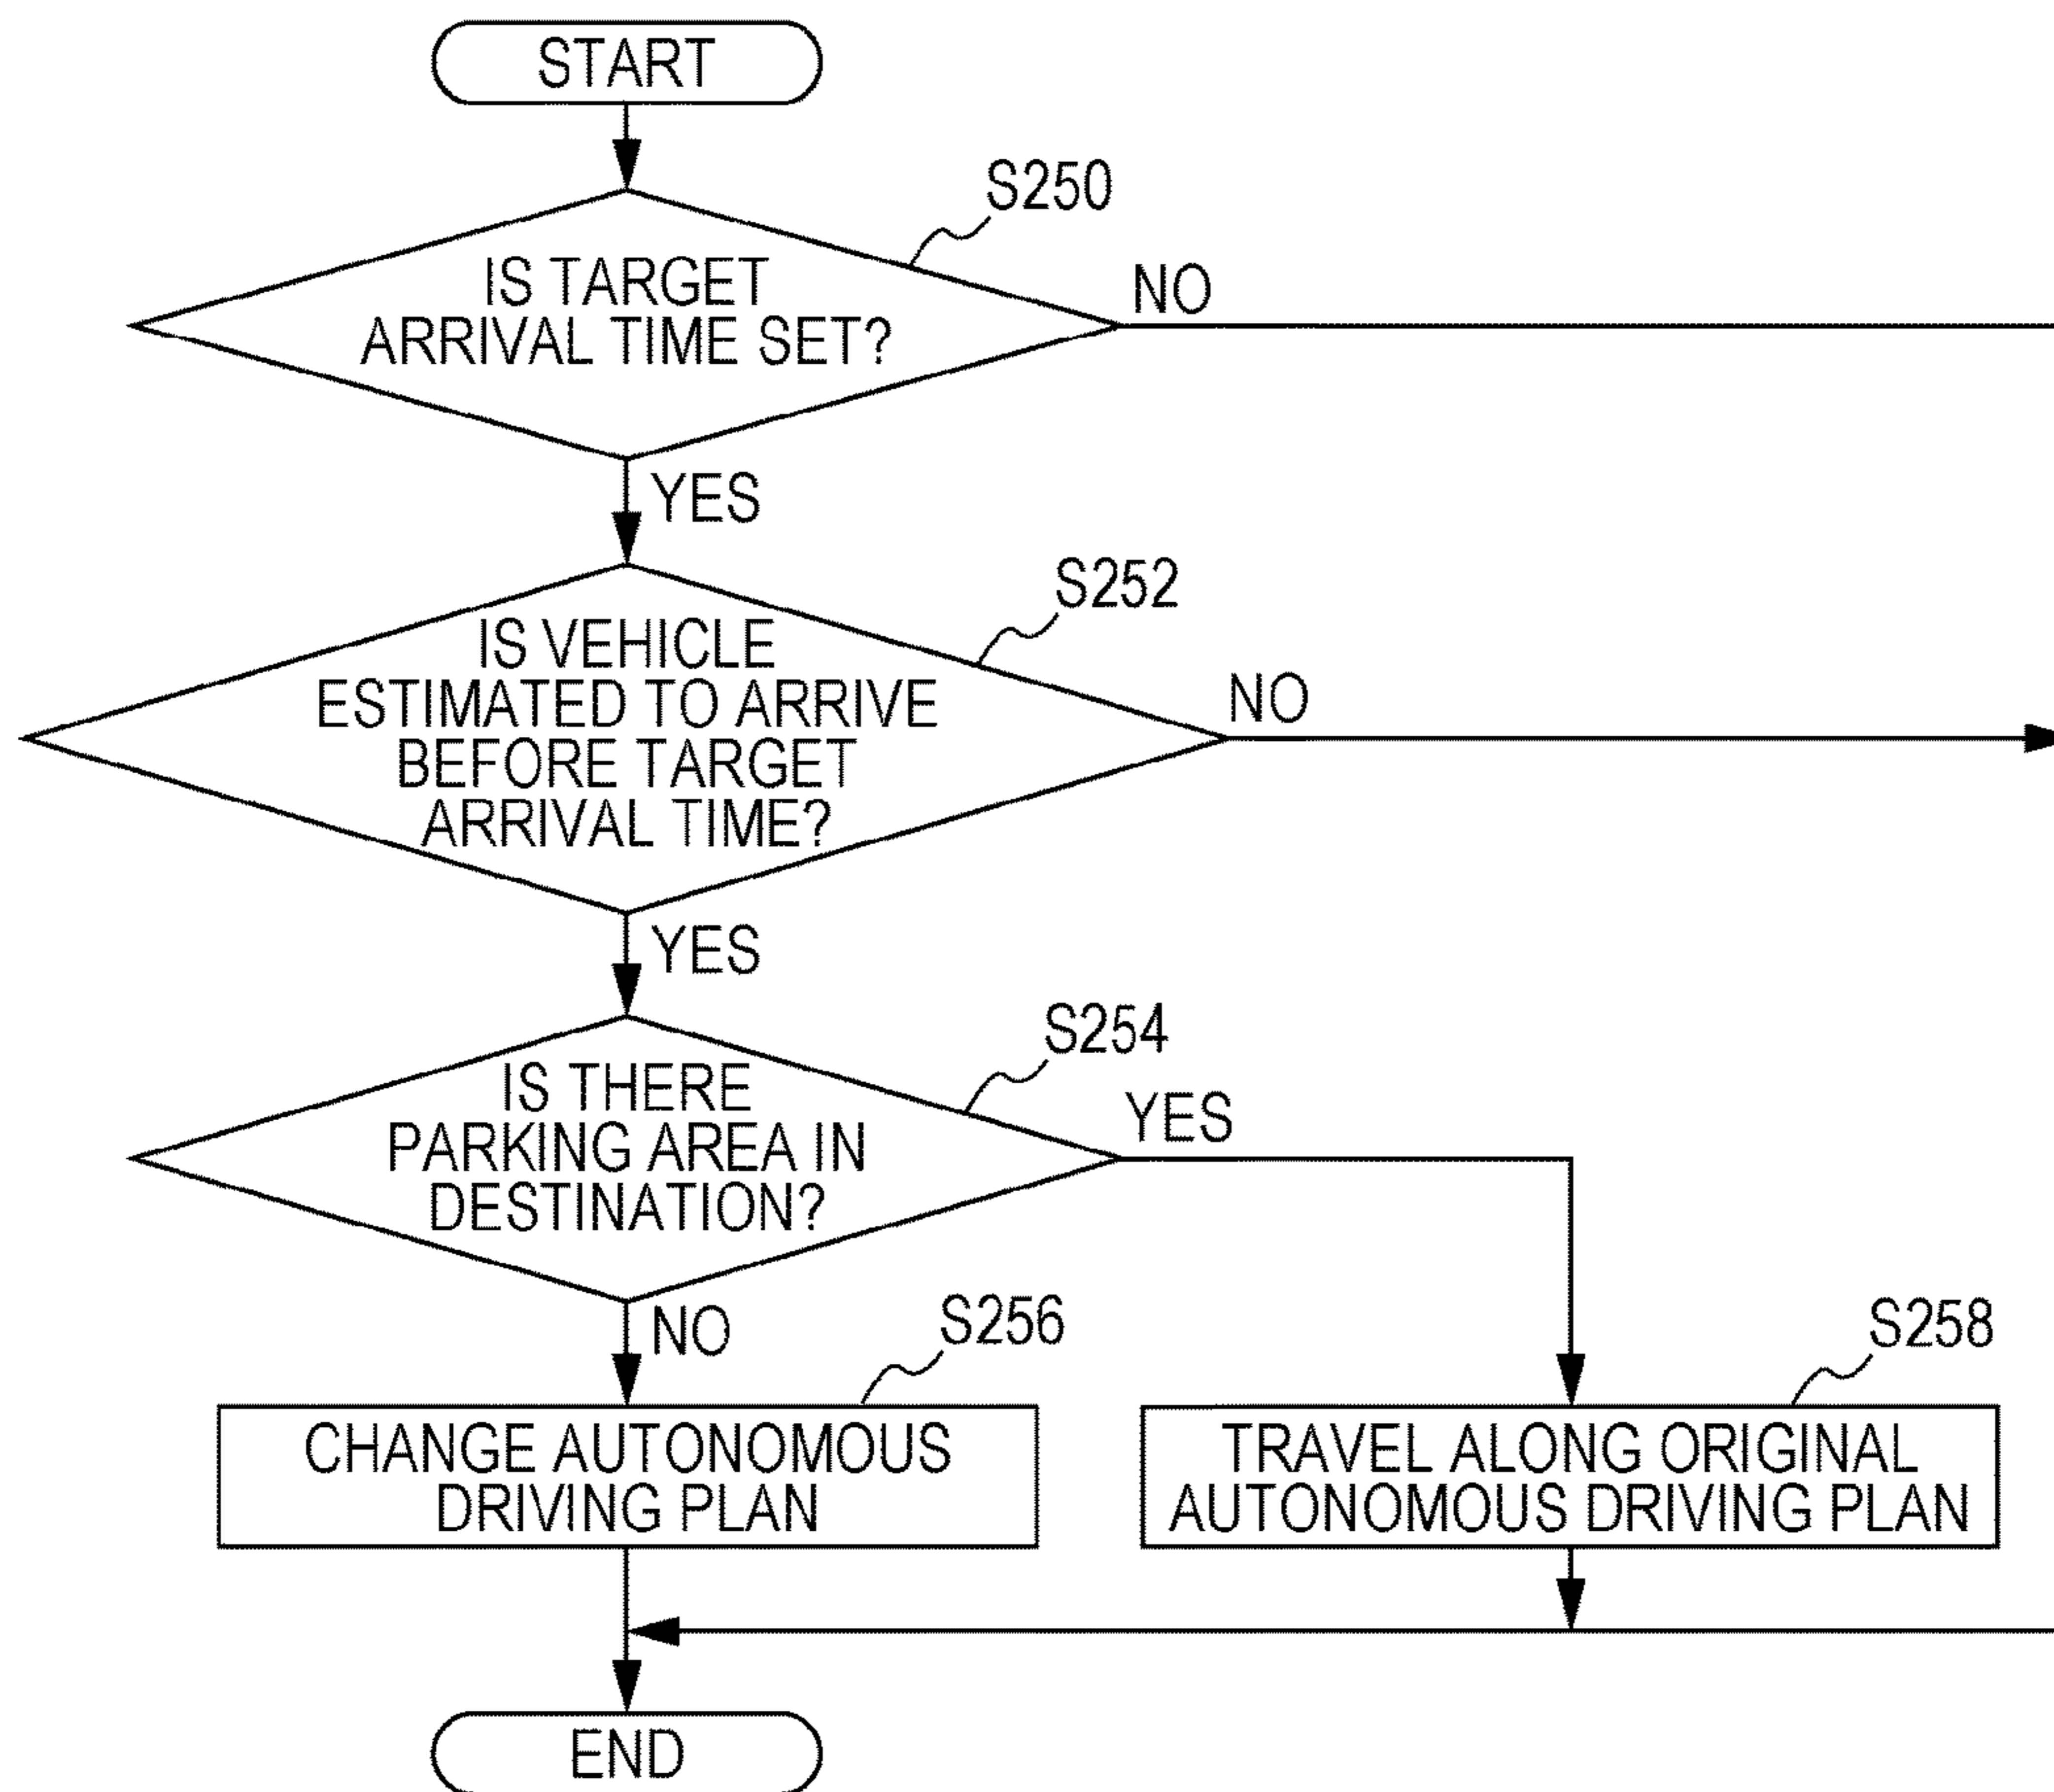 START
S250
IS TARGET
ARRIVAL TIME SET?
NO
YES
S252
IS VEHICLE
ESTIMATED TO ARRIVE
BEFORE TARGET
ARRIVAL TIME?
NO
YES
S254
IS THERE
PARKING AREA IN
DESTINATION?
YES
NO
S256
CHANGE AUTONOMOUS
DRIVING PLAN
S258
TRAVEL ALONG ORIGINAL
AUTONOMOUS DRIVING PLAN
END